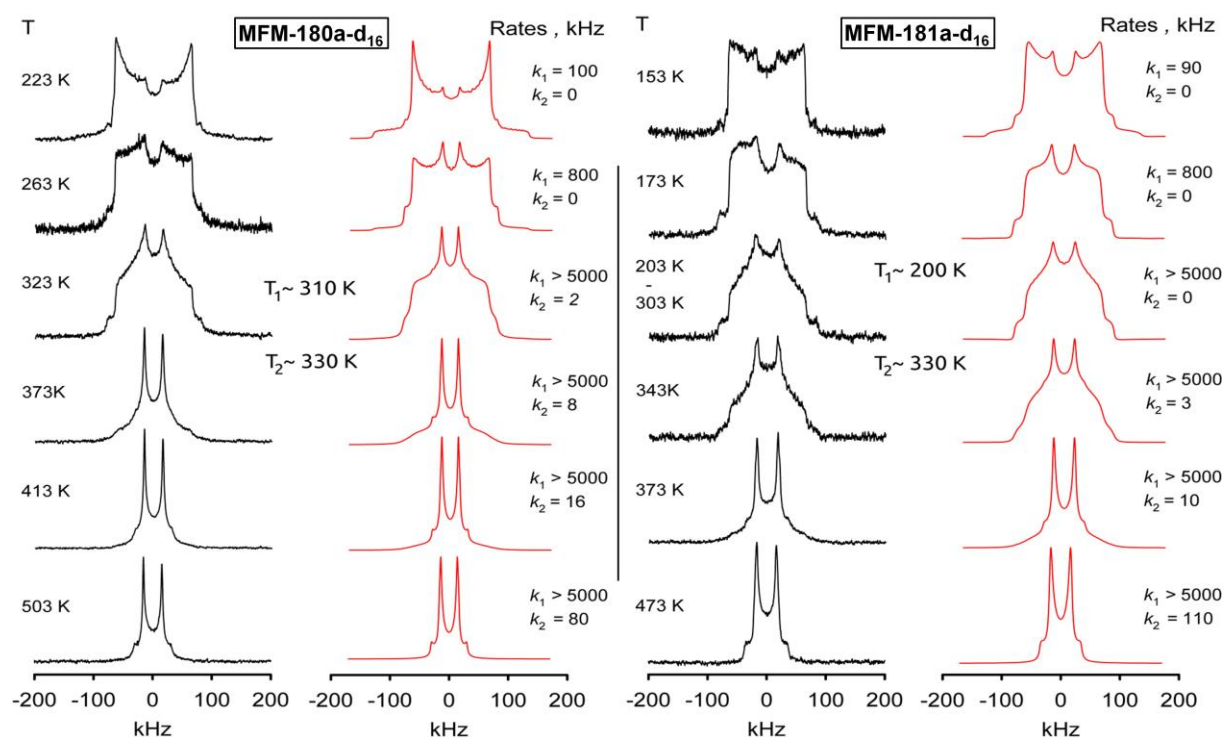 T
MFM-180a-d16
Rates , kHz
223 K
k1 = 100
k2 = 0
263 K
k1 = 800
k2 = 0
323 K
T1~ 310 K
k1 > 5000
k2 = 2
T2~ 330 K
373K
k1 > 5000
k2 = 8
413 K
k1 > 5000
k2 = 16
503 K
k1 > 5000
k2 = 80
-200 -100 0 100 200
-200 -100 0 100 200
kHz
kHz
T
MFM-181a-d16
Rates , kHz
153 K
k1 = 90
k2 = 0
173 K
k1 = 800
k2 = 0
203 K
-
303 K
T1~ 200 K
k1 > 5000
k2 = 0
T2~ 330 K
343K
k1 > 5000
k2 = 3
373 K
k1 > 5000
k2 = 10
473 K
k1 > 5000
k2 = 110
-200 -100 0 100 200
-200 -100 0 100 200
kHz
kHz